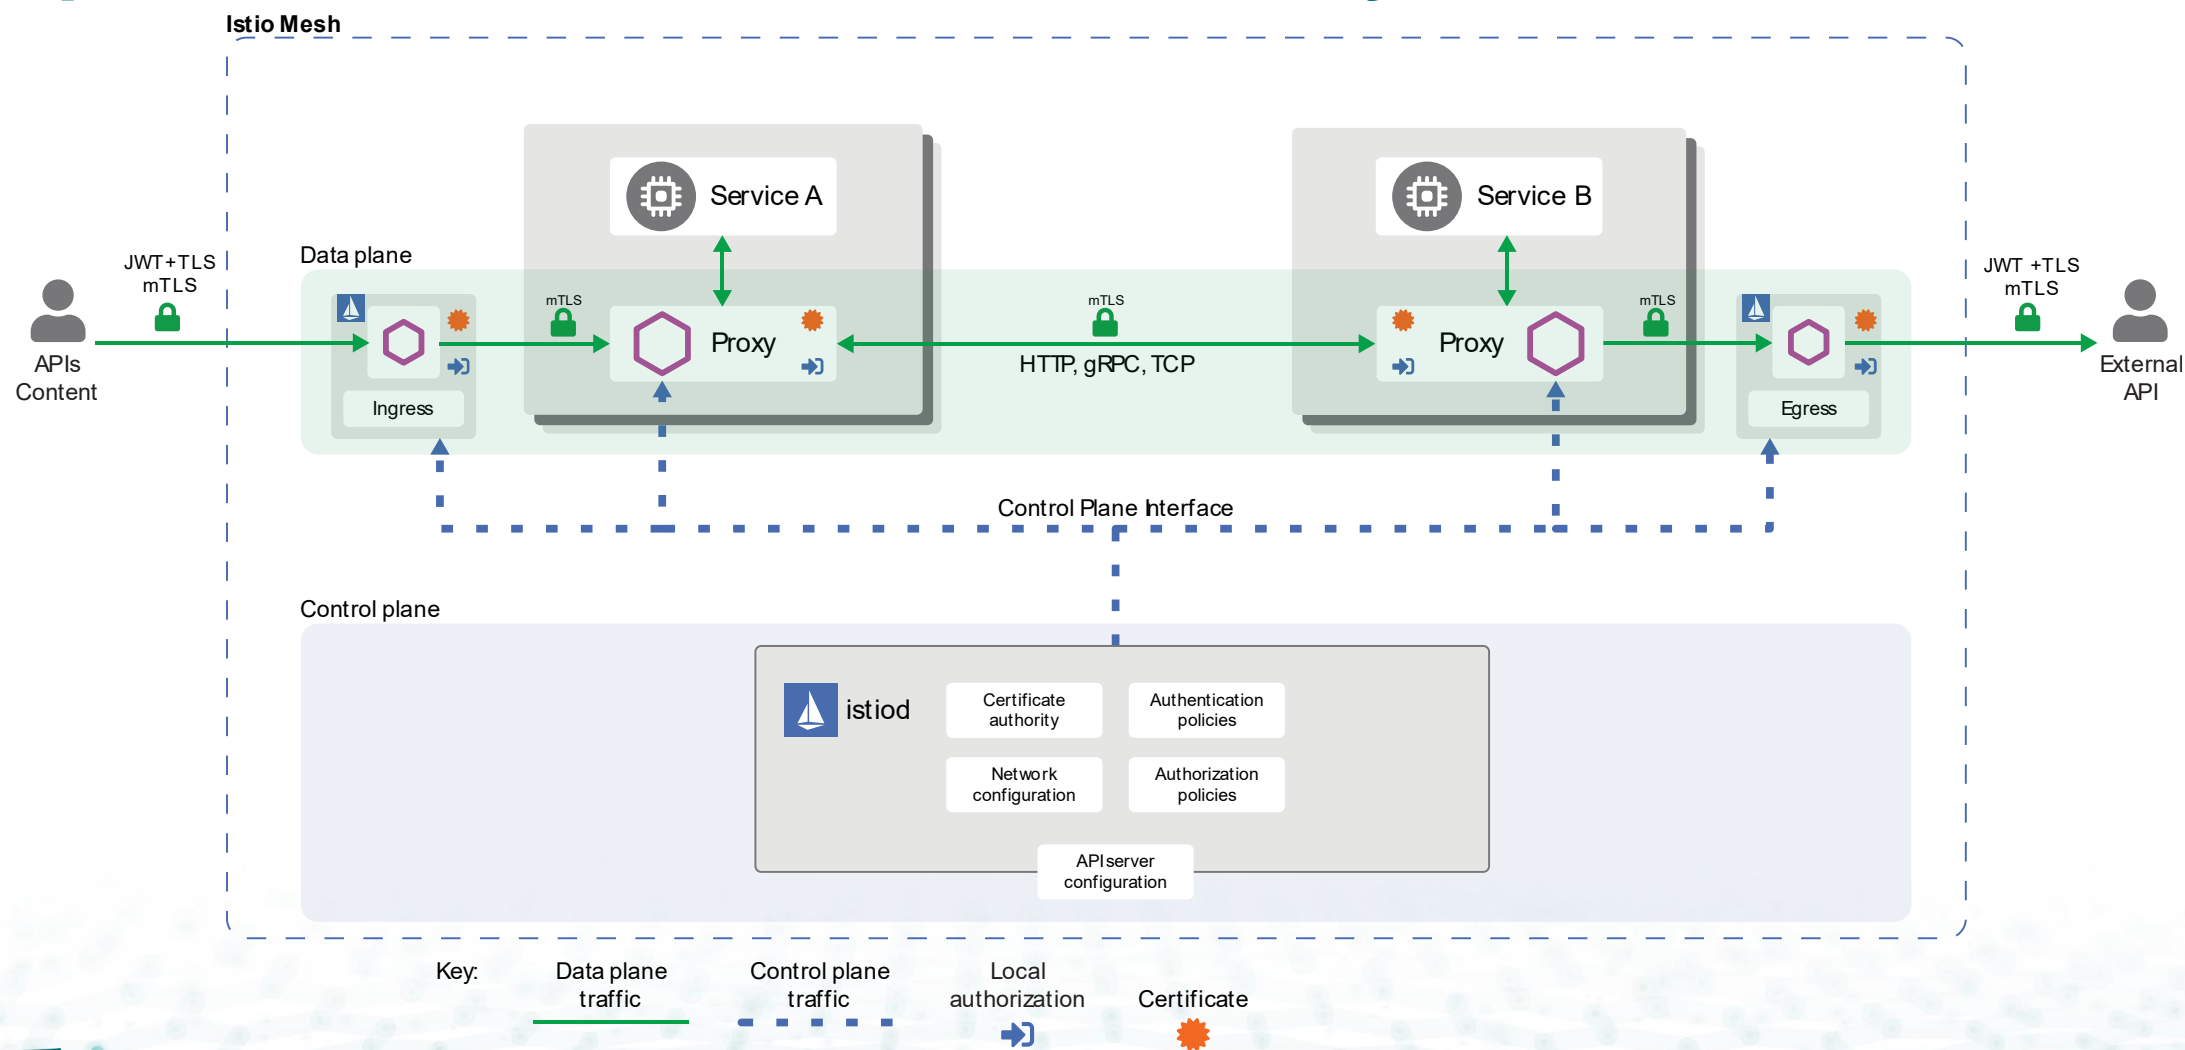 Istio Mesh
Service A
Service B
Data plane
JWT+TLS
mTLS
JWT +TLS
mTLS
mTLS
mTLS
mTLS
Proxy
Proxy
HTTP, gRPC, TCP
APIs
Content
External
API
Ingress
Egress
Control Plane Interface
Control plane
istiod
Certificate
authority
Authentication
policies
Network
configuration
Authorization
policies
API server
configuration
Key:
Data plane
traffic
Control plane
traffic
Local
authorization
Certificate